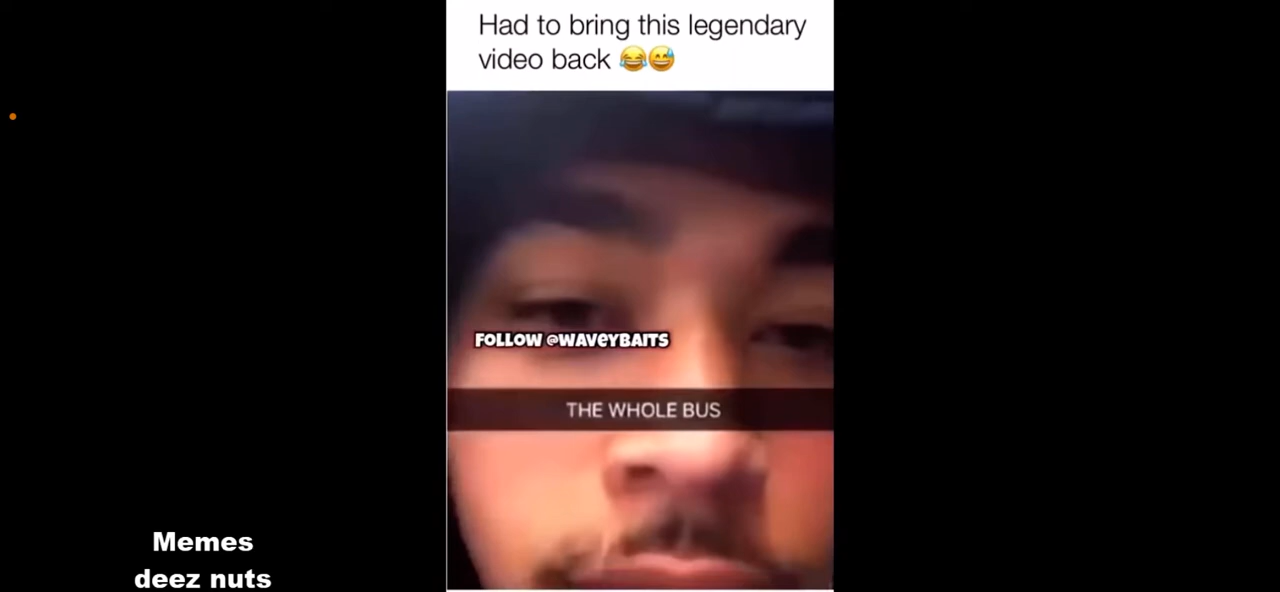 Had to bring this legendary
video back 😂😅
FOLLOW @WAVEYBAITS
THE WHOLE BUS
Memes
deez nuts